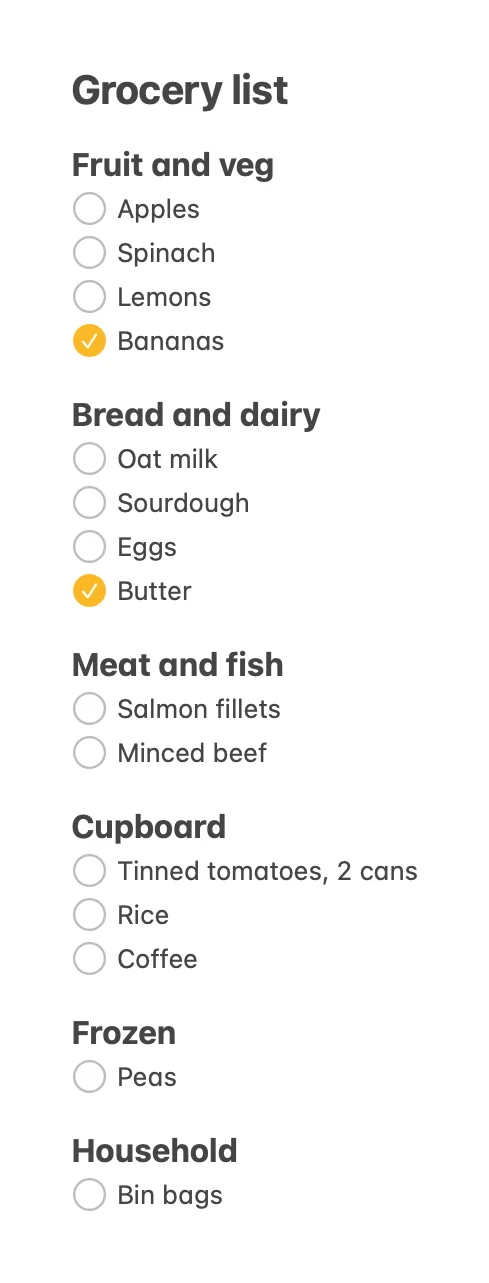 Grocery list
Fruit and veg
Apples
Spinach
Lemons
Bananas
Bread and dairy
Oat milk
Sourdough
Eggs
Butter
Meat and fish
Salmon fillets
Minced beef
Cupboard
Tinned tomatoes, 2 cans
Rice
Coffee
Frozen
Peas
Household
Bin bags